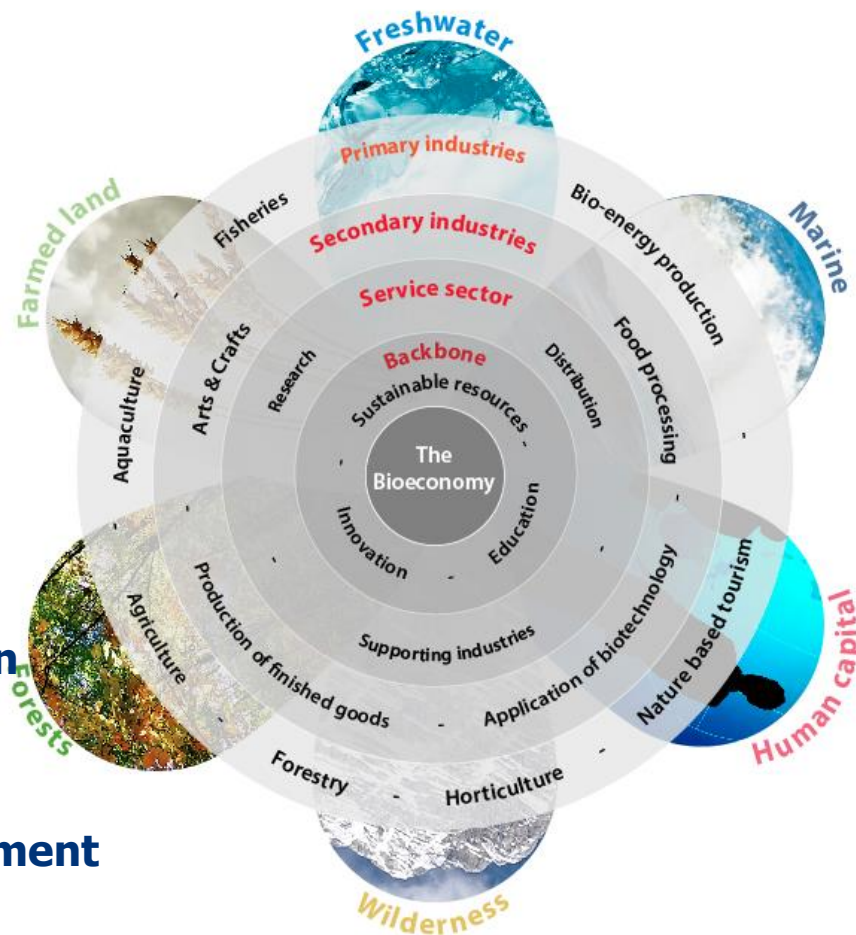 Freshwater
Marine
Human capital
Wilderness
Forests
Farmed land
Primary industries
Fisheries
Bio-energy production
Nature based tourism
Horticulture
-
Forestry
-
Agriculture
-
Aquaculture
-
-
-
Secondary industries
Arts & Crafts
Food processing
-
Application of biotechnology
-
Production of finished goods
-
Service sector
Research
Distribution
-
Supporting industries
-
Backbone
Sustainable resources
-
Education
-
Innovation
-
The
Bioeconomy
n
ment